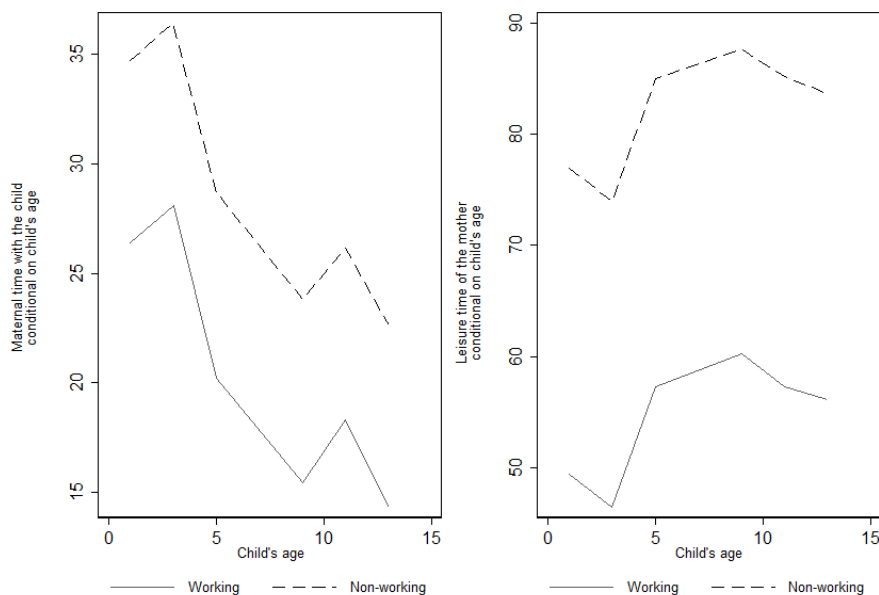 Maternal time with the child
conditional on child's age
35
30
25
20
15
0
5
10
15
Child's age
Working
Non-working
Leisure time of the mother
conditional on child's age
90
80
70
60
50
0
5
10
15
Child's age
Working
Non-working